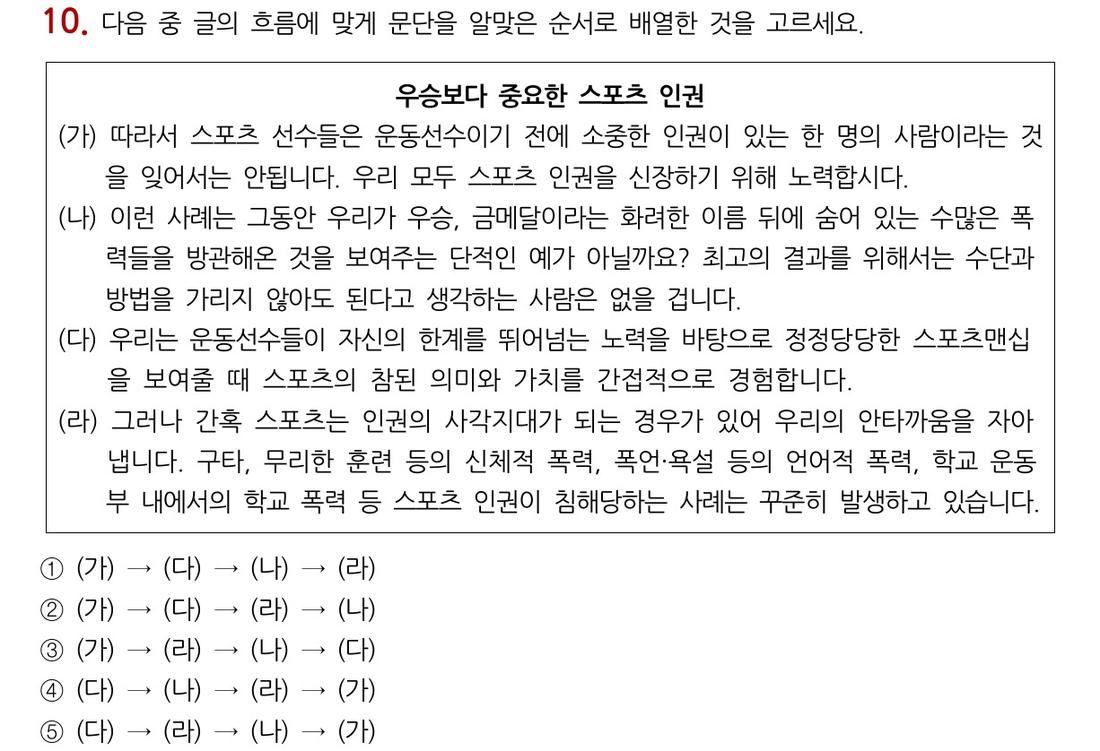 10. 다음 중 글의 흐름에 맞게 문단을 알맞은 순서로 배열한 것을 고르세요.
우승보다 중요한 스포츠 인권
(가) 따라서 스포츠 선수들은 운동선수이기 전에 소중한 인권이 있는 한 명의 사람이라는 것
을 잊어서는 안됩니다. 우리 모두 스포츠 인권을 신장하기 위해 노력합시다.
(나) 이런 사례는 그동안 우리가 우승, 금메달이라는 화려한 이름 뒤에 숨어 있는 수많은 폭
력들을 방관해온 것을 보여주는 단적인 예가 아닐까요? 최고의 결과를 위해서는 수단과
방법을 가리지 않아도 된다고 생각하는 사람은 없을 겁니다.
(다) 우리는 운동선수들이 자신의 한계를 뛰어넘는 노력을 바탕으로 정정당당한 스포츠맨십
을 보여줄 때 스포츠의 참된 의미와 가치를 간접적으로 경험합니다.
(라) 그러나 간혹 스포츠는 인권의 사각지대가 되는 경우가 있어 우리의 안타까움을 자아
냅니다. 구타, 무리한 훈련 등의 신체적 폭력, 폭언·욕설 등의 언어적 폭력, 학교 운동
부 내에서의 학교 폭력 등 스포츠 인권이 침해당하는 사례는 꾸준히 발생하고 있습니다.
① (가) → (다) → (나) → (라)
② (가) → (다) → (라) → (나)
③ (가) → (라) → (나) → (다)
④ (다) → (나) → (라) → (가)
⑤ (다) → (라) → (나) → (가)